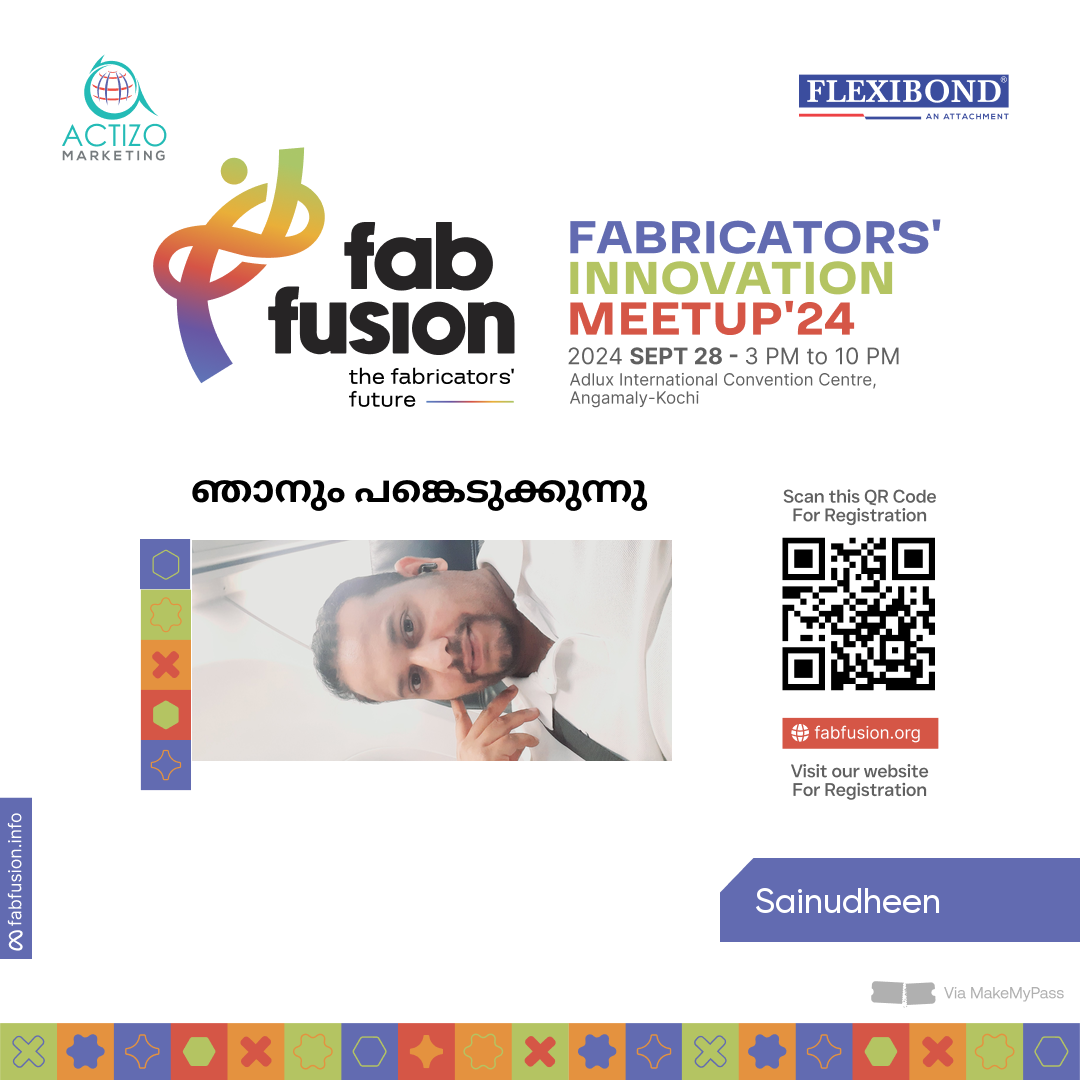 ACTIZO
MARKETING
FLEXIBOND®
AN ATTACHMENT
fab
fusion
the fabricators'
future
FABRICATORS'
INNOVATION
MEETUP'24
2024 SEPT 28 - 3 PM to 10 PM
Adlux International Convention Centre,
Angamaly-Kochi
ഞാനും പങ്കെടുക്കുന്നു
Scan this QR Code
For Registration
fabfusion.org
Visit our website
For Registration
fabfusion.info
Sainudheen
Via MakeMyPass